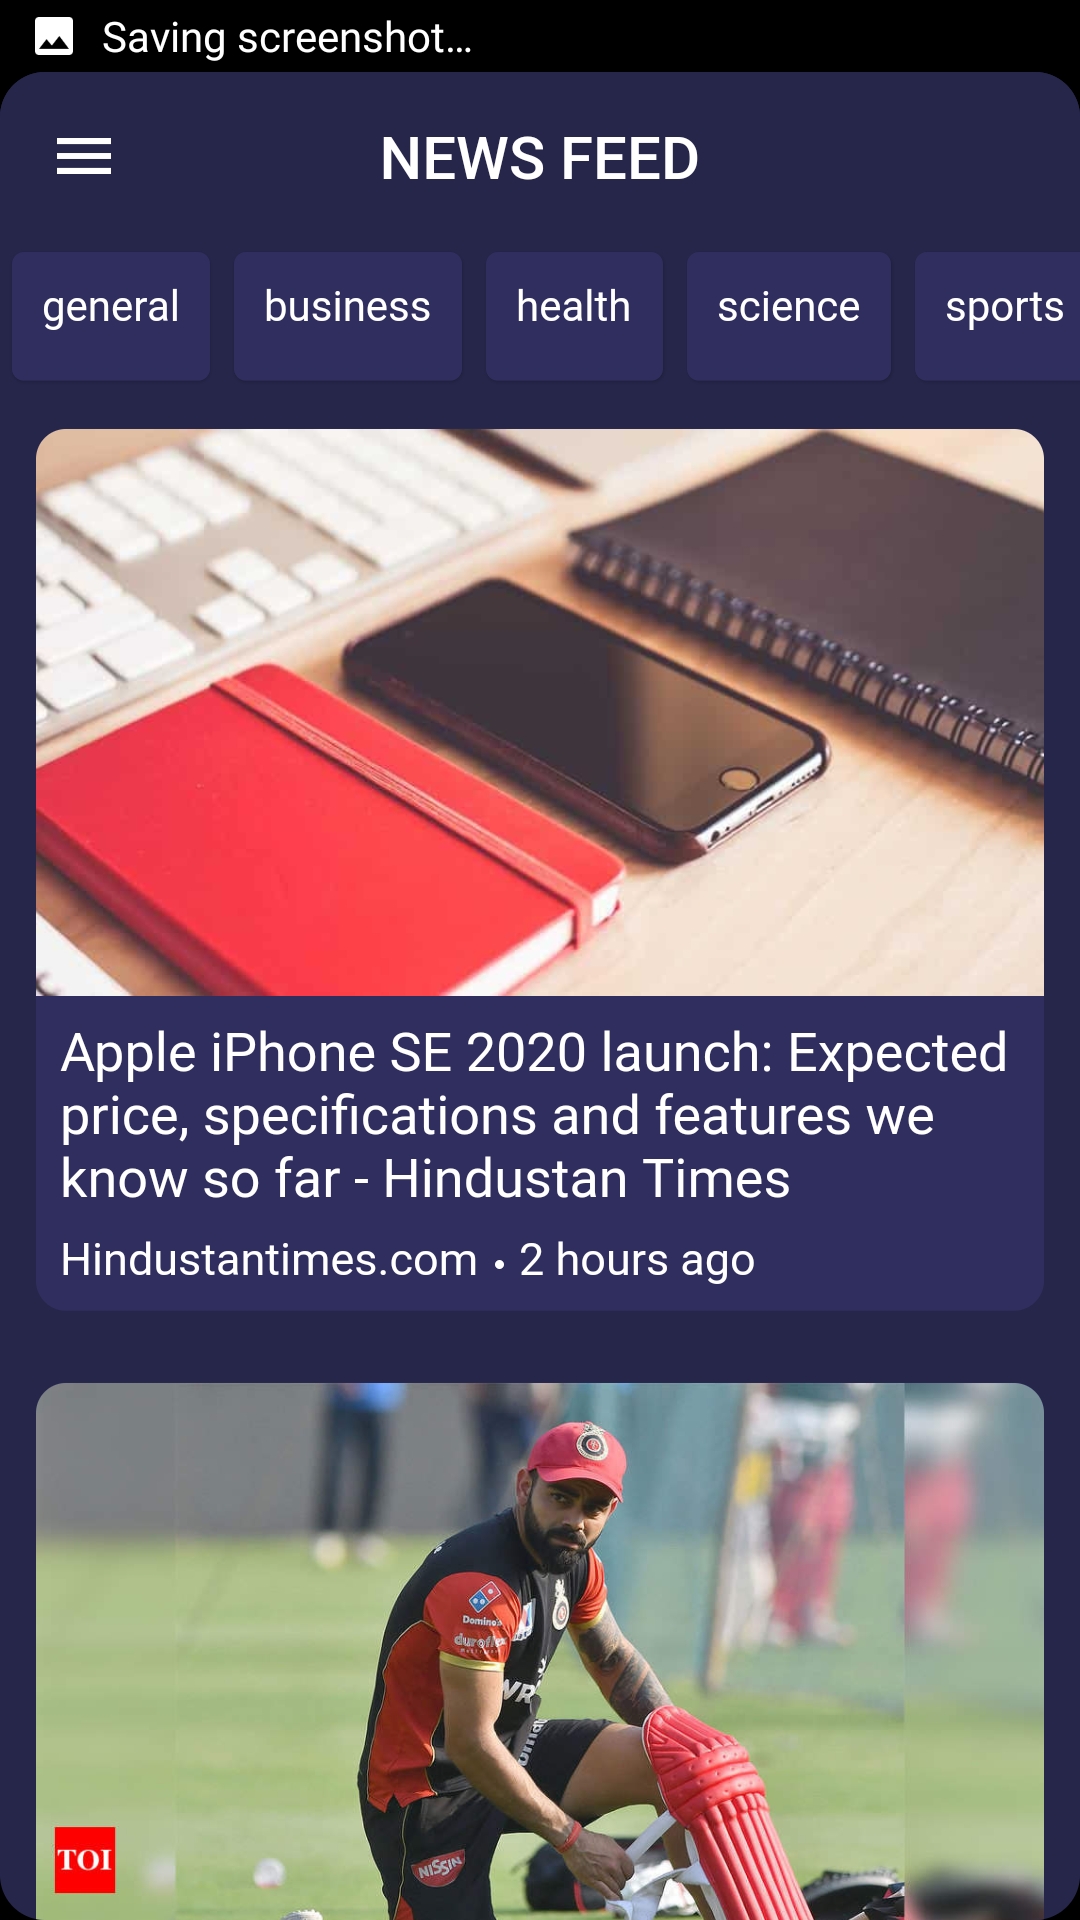 Saving screenshot...
NEWS FEED
general
business
health
science
sports
Apple iPhone SE 2020 launch: Expected
price, specifications and features we
know so far - Hindustan Times
Hindustantimes.com • 2 hours ago
Domino's
duroflex
NISSIN
TOI